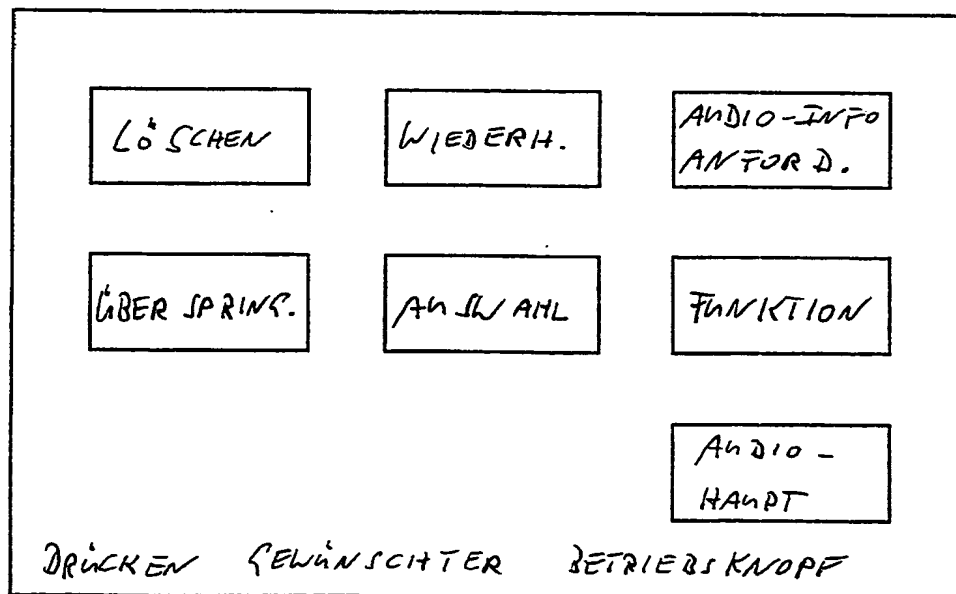 LÖSCHEN
WIEDERH.
AUDIO-INFO
ANFORD.
ÜBERSPRING.
AUSWAHL
FUNKTION
AUDIO-
HAUPT
DRÜCKEN GEWÜNSCHTER BETRIEBSKNOPF